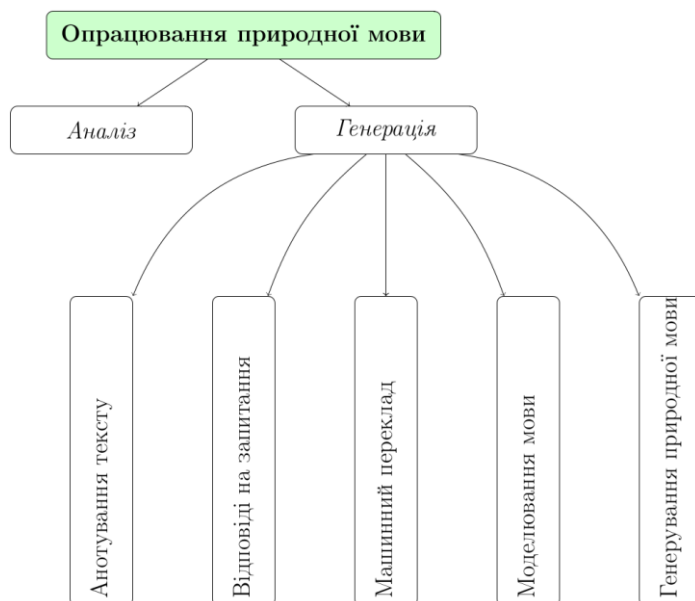 Опрацювання природної мови
Аналіз
Генерація
Анотування тексту
Відповіді на запитання
Машинний переклад
Моделювання мови
Генерування природної мови